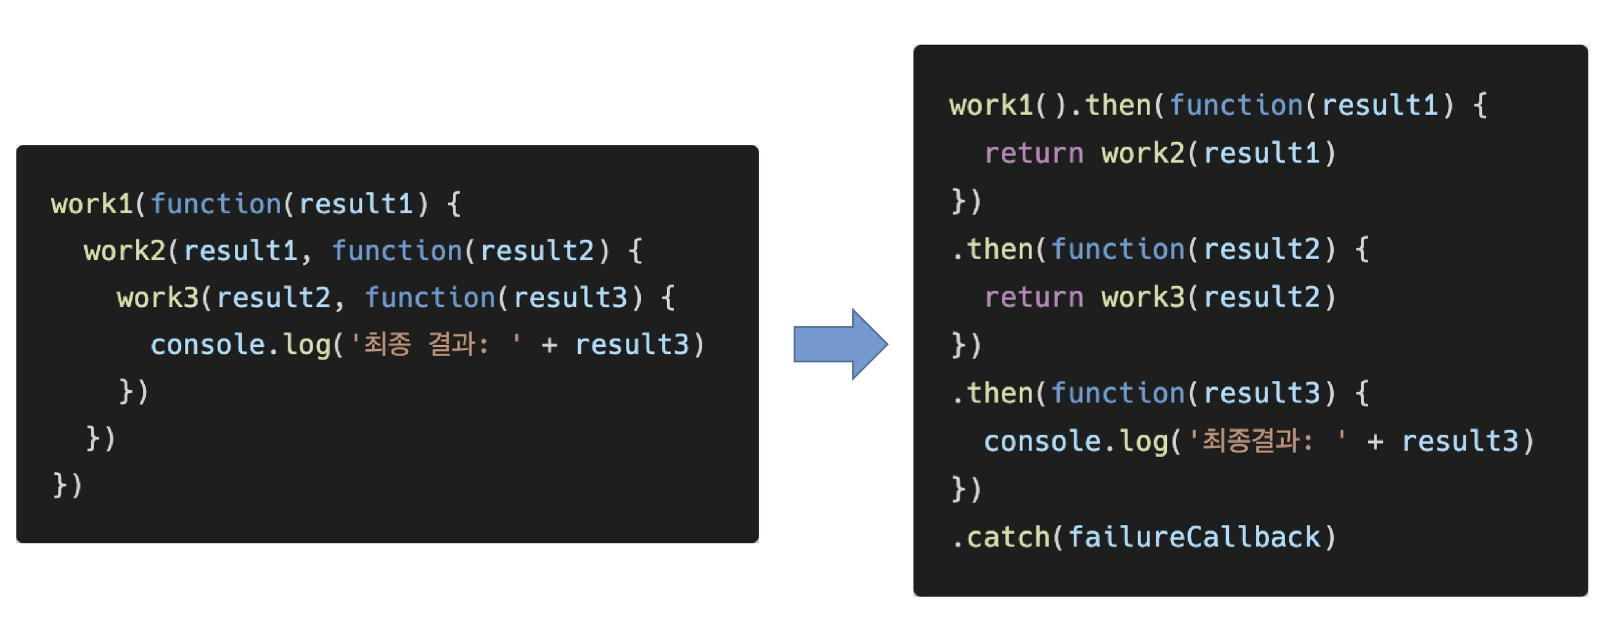 work1(function(result1) {
  work2(result1, function(result2) {
    work3(result2, function(result3) {
      console.log('최종 결과: ' + result3)
    })
  })
})
work1().then(function(result1) {
  return work2(result1)
})
.then(function(result2) {
  return work3(result2)
})
.then(function(result3) {
  console.log('최종결과: ' + result3)
})
.catch(failureCallback)